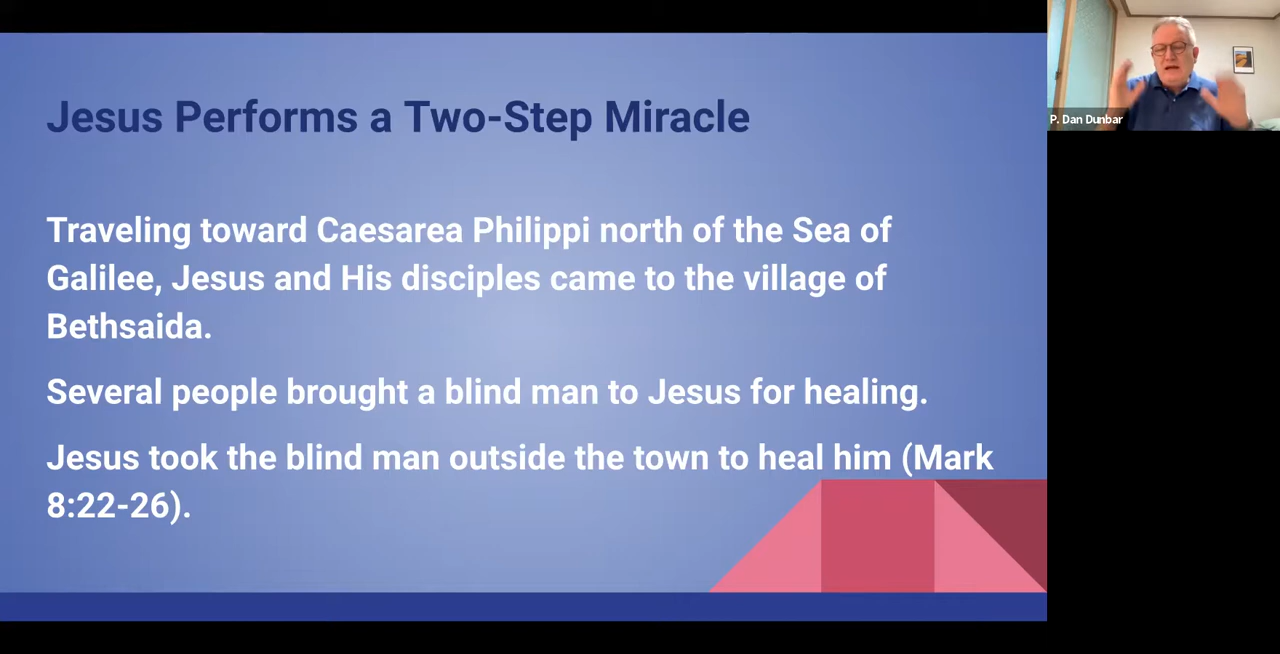 Jesus Performs a Two-Step Miracle
Traveling toward Caesarea Philippi north of the Sea of
Galilee, Jesus and His disciples came to the village of
Bethsaida.
Several people brought a blind man to Jesus for healing.
Jesus took the blind man outside the town to heal him (Mark
8:22-26).
P. Dan Dunbar